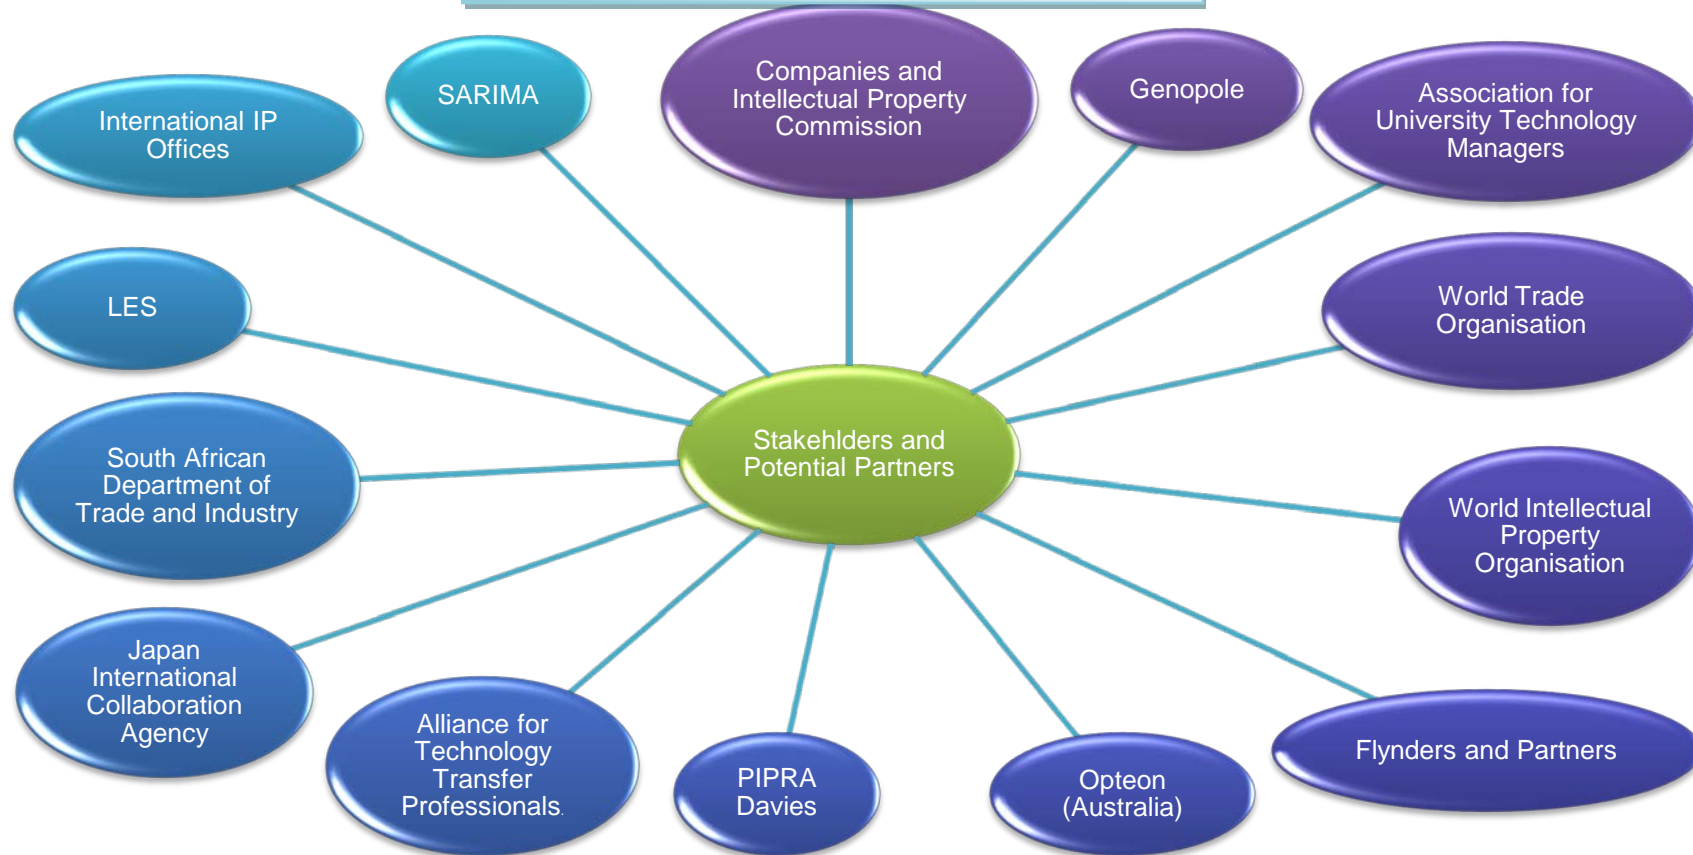 SARIMA
Companies and
Intellectual Property
Commission
Genopole
Association for
University Technology
Managers
International IP
Offices
LES
World Trade
Organisation
Stakehlders and
Potential Partners
South African
Department of
Trade and Industry
World Intellectual
Property
Organisation
Japan
International
Collaboration
Agency
Alliance for
Technology
Transfer
Professionals.
PIPRA
Davies
Opteon
(Australia)
Flynders and Partners